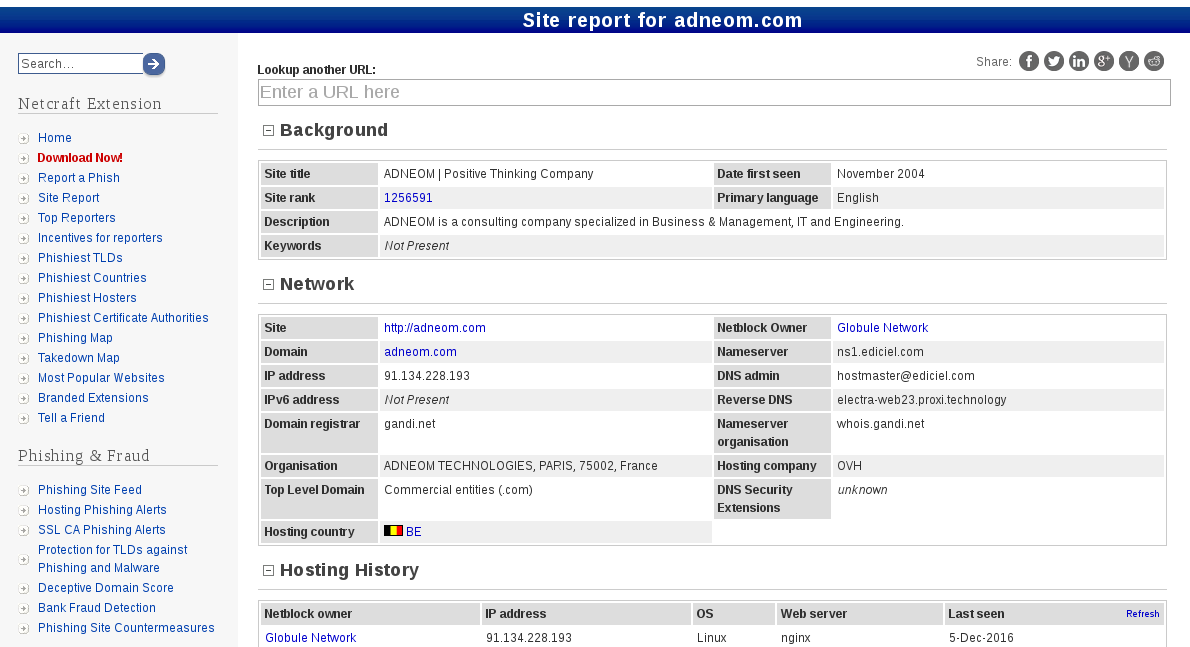 Site report for adneom.com
Search...
Netcraft Extension
Home
Download Now!
Report a Phish
Site Report
Top Reporters
Incentives for reporters
Phishiest TLDs
Phishiest Countries
Phishiest Hosters
Phishiest Certificate Authorities
Phishing Map
Takedown Map
Most Popular Websites
Branded Extensions
Tell a Friend
Phishing & Fraud
Phishing Site Feed
Hosting Phishing Alerts
SSL CA Phishing Alerts
Protection for TLDs against
Phishing and Malware
Deceptive Domain Score
Bank Fraud Detection
Phishing Site Countermeasures
Share: f in g+ Y
Lookup another URL:
Enter a URL here
Background
Site title ADNEOM | Positive Thinking Company Date first seen November 2004
Site rank 1256591 Primary language English
Description ADNEOM is a consulting company specialized in Business & Management, IT and Engineering.
Keywords Not Present
Network
Site http://adneom.com Netblock Owner Globule Network
Domain adneom.com Nameserver ns1.ediciel.com
IP address 91.134.228.193 DNS admin hostmaster@ediciel.com
IPv6 address Not Present Reverse DNS electra-web23.proxi.technology
Domain registrar gandi.net Nameserver whois.gandi.net
organisation
Organisation ADNEOM TECHNOLOGIES, PARIS, 75002, France Hosting company OVH
Top Level Domain Commercial entities (.com) DNS Security unknown
Extensions
Hosting country BE
Hosting History
Netblock owner IP address OS Web server Last seen Refresh
Globule Network 91.134.228.193 Linux nginx 5-Dec-2016